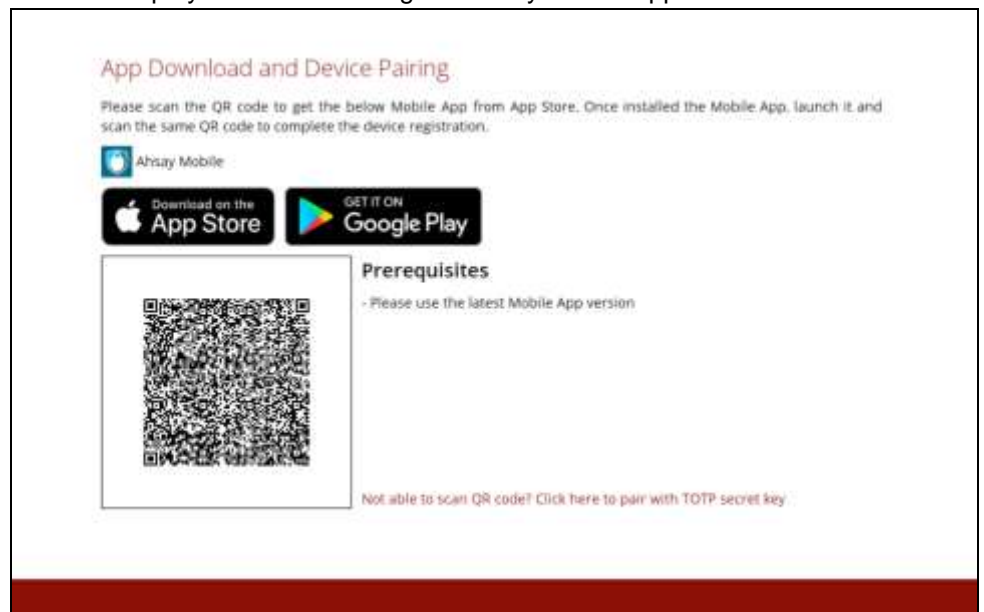 App Download and Device Pairing
Please scan the QR code to get the below Mobile App from App Store. Once installed the Mobile App, launch it and
scan the same QR code to complete the device registration.
Ahsay Mobile
Download on the
App Store
GET IT ON
Google Play
Prerequisites
- Please use the latest Mobile App version
Not able to scan QR code? Click here to pair with TOTP secret key